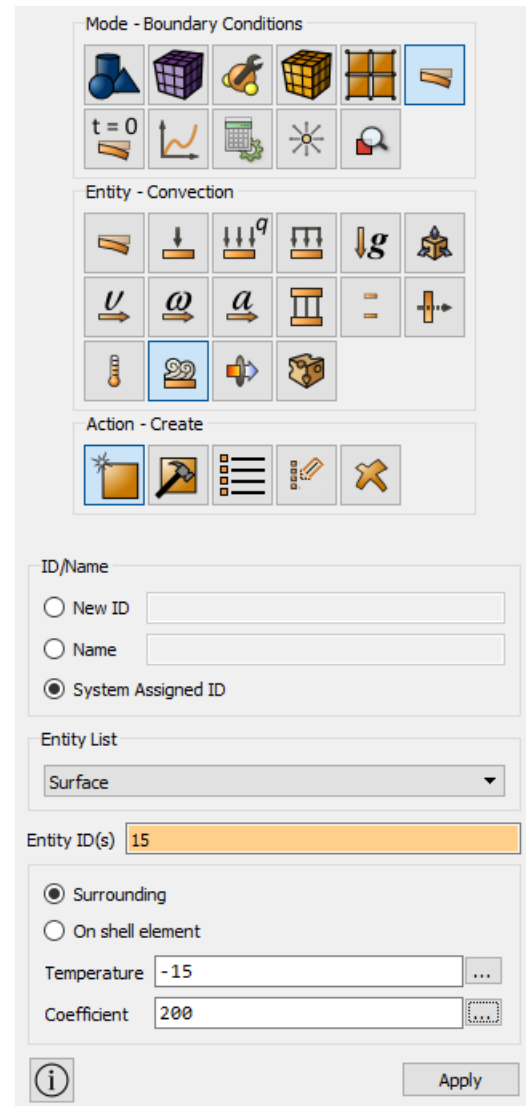 Mode - Boundary Conditions
t = 0
Entity - Convection
q
g
υ ω a
Action - Create
ID/Name
New ID
Name
System Assigned ID
Entity List
Surface
Entity ID(s) 15
Surrounding
On shell element
Temperature -15 ...
Coefficient 200 ...
i Apply